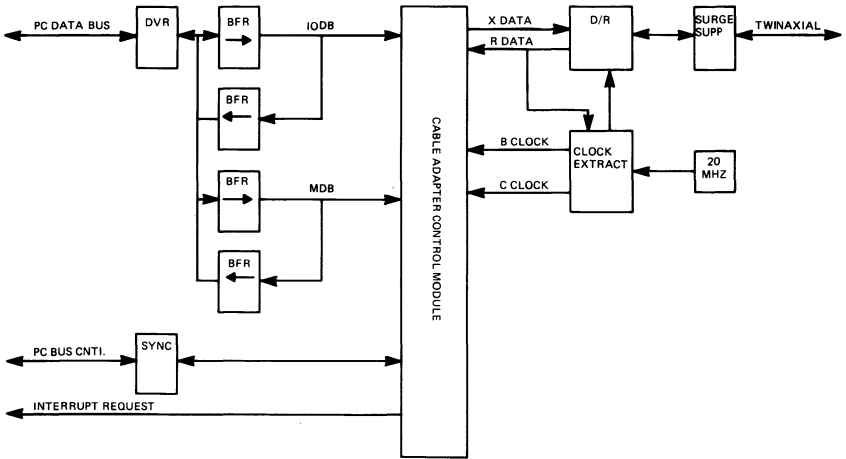 PC DATA BUS
DVR
BFR
IODB
X DATA
R DATA
D/R
SURGE
SUPP
TWINAXIAL
BFR
B CLOCK
CLOCK
EXTRACT
20
MHZ
C CLOCK
BFR
MDB
BFR
CABLE ADAPTER CONTROL MODULE
PC BUS CNTI.
SYNC
INTERRUPT REQUEST